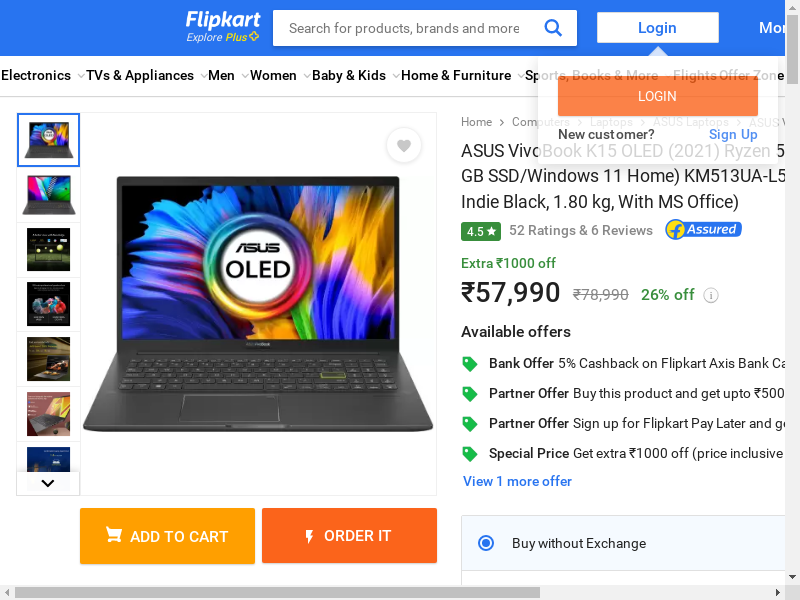 Flipkart
Explore Plus
Search for products, brands and more
Login
Mor
Electronics
TVs & Appliances
Men
Women
Baby & Kids
Home & Furniture
Sports, Books & More
Flights
Offer Zone
LOGIN
New customer?
Sign Up
Home
Computers
Laptops
ASUS Laptops
ASUS V
ASUS VivoBook K15 OLED (2021) Ryzen 5
GB SSD/Windows 11 Home) KM513UA-L5
Indie Black, 1.80 kg, With MS Office)
4.5
52 Ratings & 6 Reviews
Assured
Extra ₹1000 off
₹57,990 ₹78,990 26% off
Available offers
Bank Offer 5% Cashback on Flipkart Axis Bank Ca
Partner Offer Buy this product and get upto ₹500
Partner Offer Sign up for Flipkart Pay Later and ge
Special Price Get extra ₹1000 off (price inclusive
View 1 more offer
Buy without Exchange
ASUS
OLED
ADD TO CART
ORDER IT